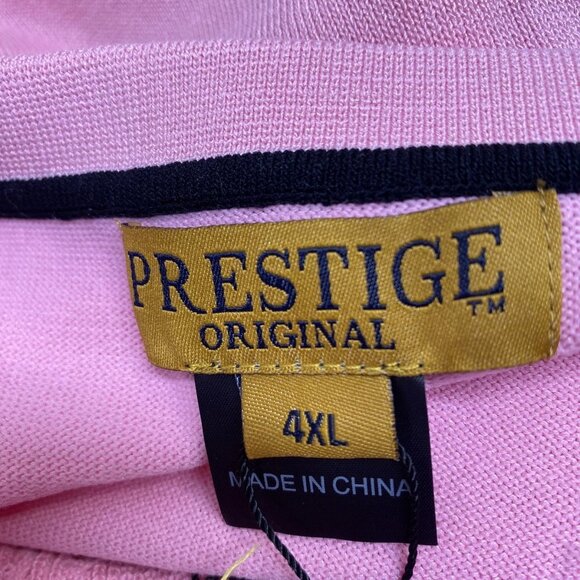 PRESTIGE
TM
ORIGINAL
4XL
MADE IN CHINA